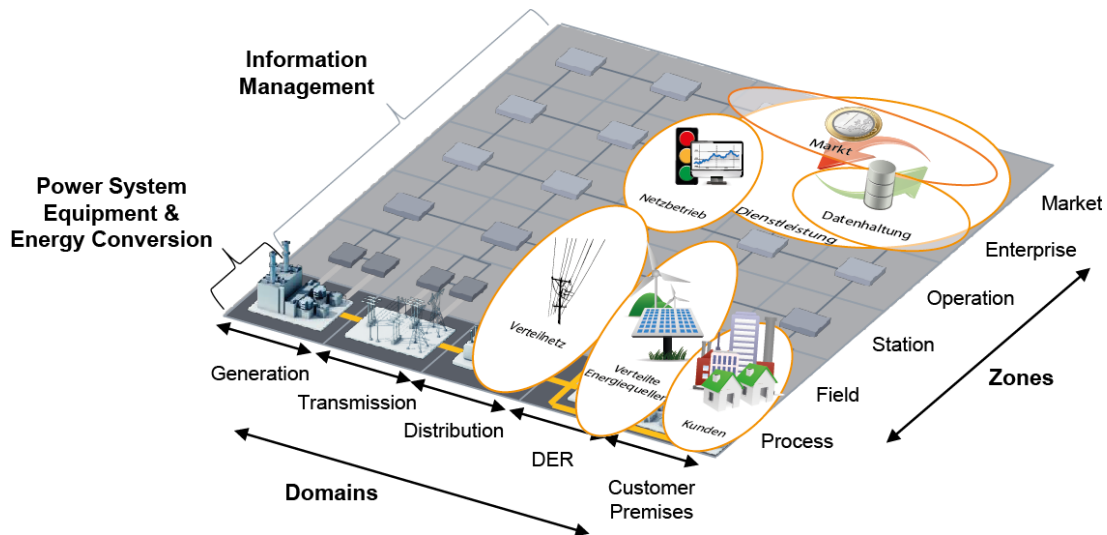 Information
Management
Power System
Equipment &
Energy Conversion
Markt
Netzbetrieb
Dienstleistung
Datenhaltung
Verteilnetz
Verteilte
Energiequellen
Kunden
Market
Enterprise
Operation
Station
Field
Process
Zones
Generation
Transmission
Distribution
DER
Customer
Premises
Domains